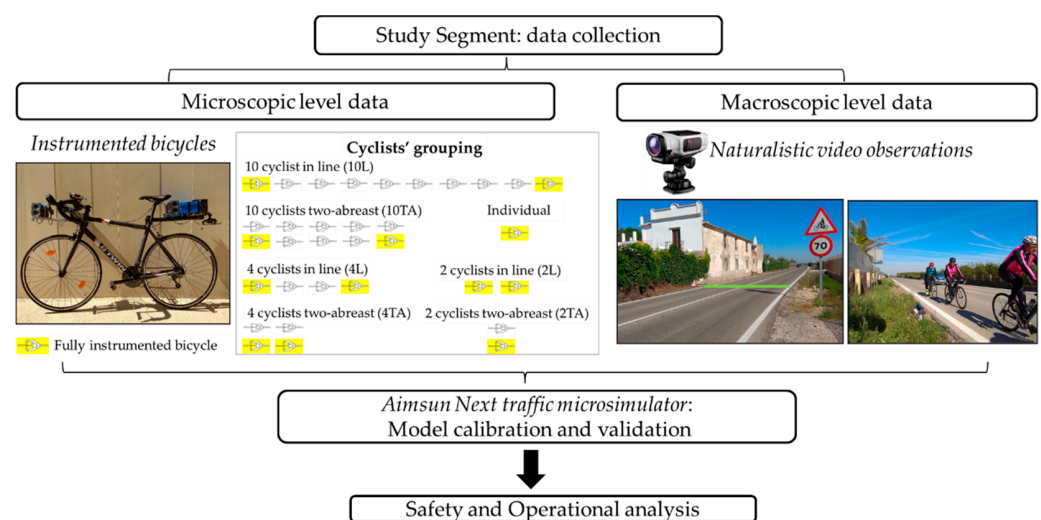 Study Segment: data collection
Microscopic level data
Macroscopic level data
Instrumented bicycles
Cyclists' grouping
10 cyclist in line (10L)
10 cyclists two-abreast (10TA)
Individual
4 cyclists in line (4L)
2 cyclists in line (2L)
4 cyclists two-abreast (4TA)
2 cyclists two-abreast (2TA)
Fully instrumented bicycle
Naturalistic video observations
70
Aimsun Next traffic microsimulator:
Model calibration and validation
Safety and Operational analysis